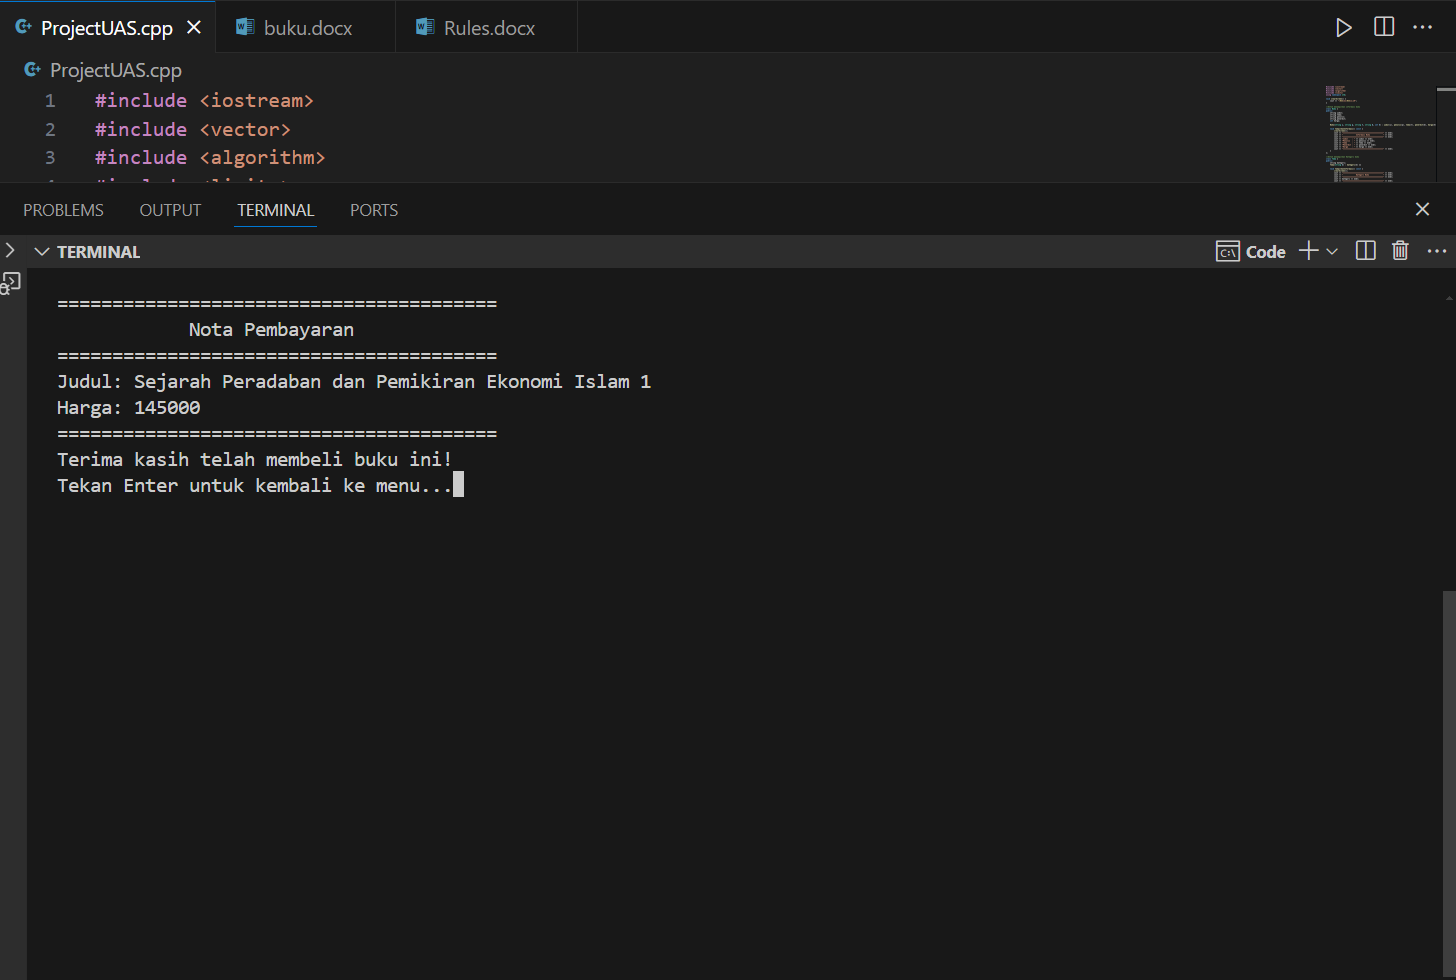 ProjectUAS.cpp
buku.docx
Rules.docx
ProjectUAS.cpp
1 #include <iostream>
2 #include <vector>
3 #include <algorithm>
PROBLEMS OUTPUT TERMINAL PORTS
TERMINAL
Code
========================================
Nota Pembayaran
========================================
Judul: Sejarah Peradaban dan Pemikiran Ekonomi Islam 1
Harga: 145000
========================================
Terima kasih telah membeli buku ini!
Tekan Enter untuk kembali ke menu...